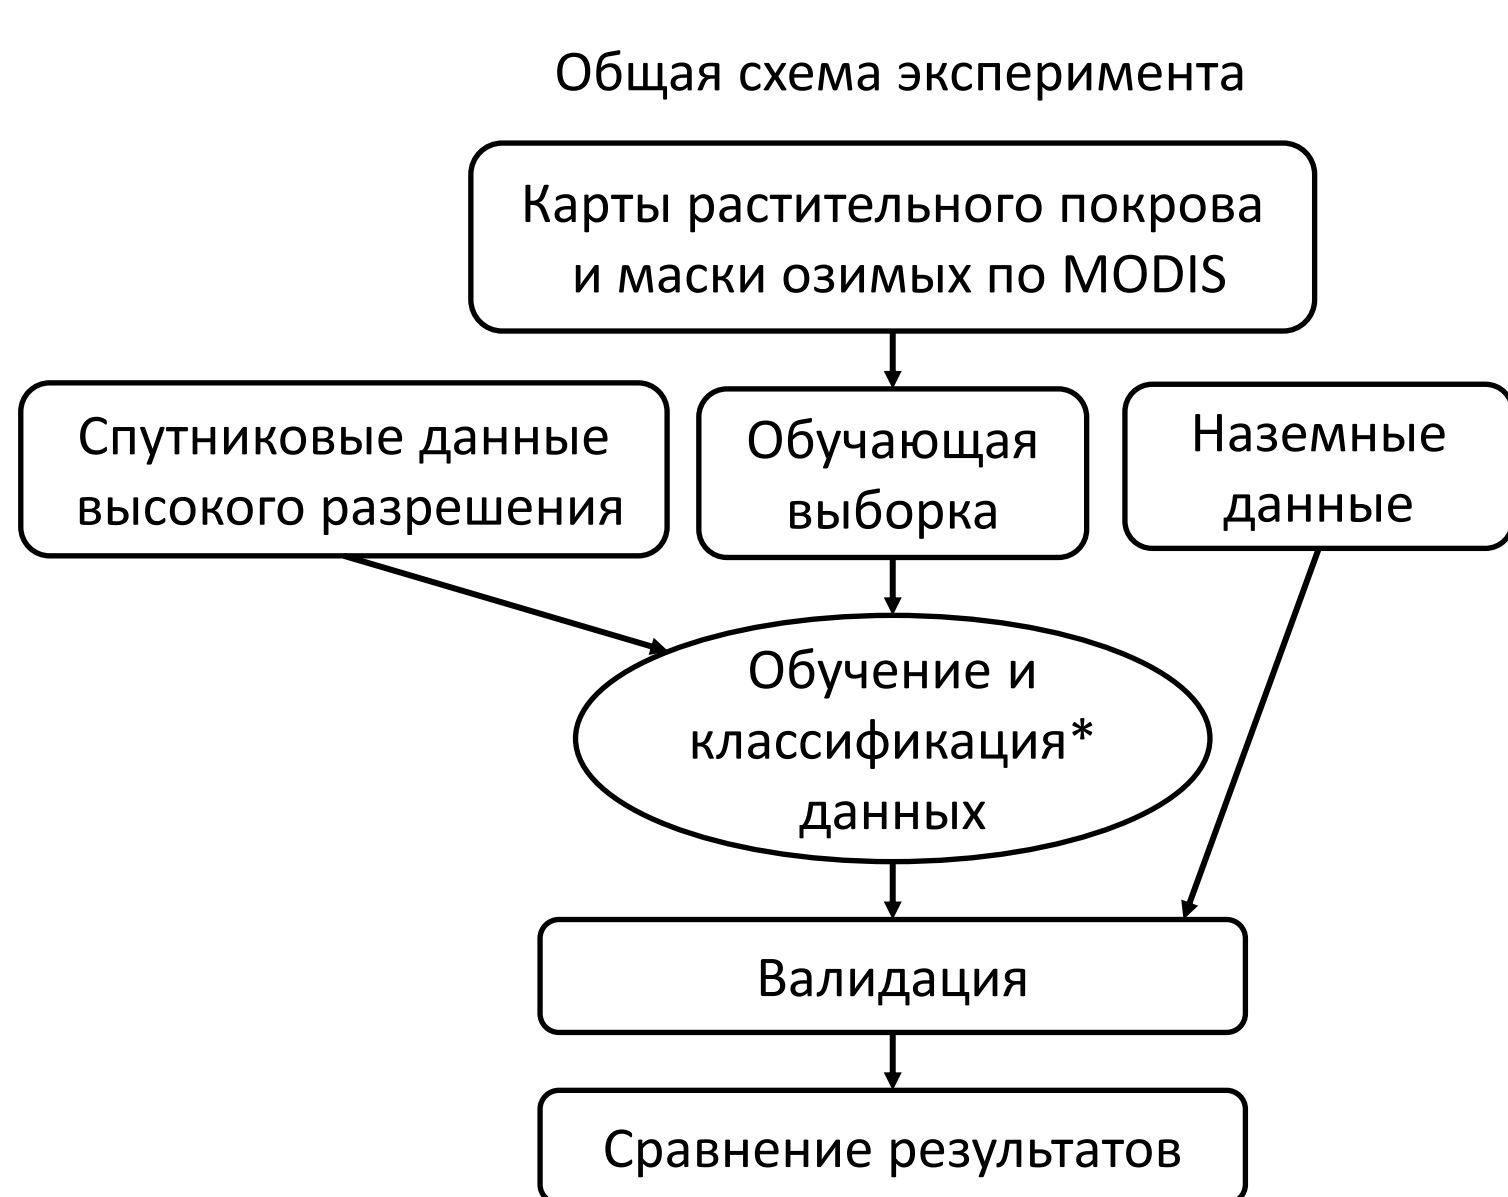 Общая схема эксперимента
Карты растительного покрова
и маски озимых по MODIS
Спутниковые данные
высокого разрешения
Обучающая
выборка
Наземные
данные
Обучение и
классификация*
данных
Валидация
Сравнение результатов